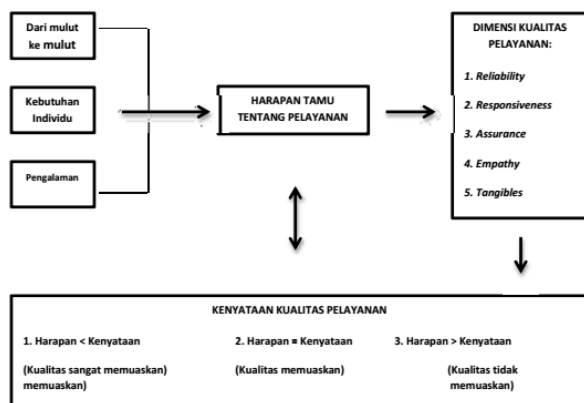 Dari mulut
ke mulut
Kebutuhan
Individu
Pengalaman
HARAPAN TAMU
TENTANG PELAYANAN
DIMENSI KUALITAS
PELAYANAN:
1. Reliability
2. Responsiveness
3. Assurance
4. Empathy
5. Tangibles
KENYATAAN KUALITAS PELAYANAN
1. Harapan < Kenyataan
2. Harapan = Kenyataan
3. Harapan > Kenyataan
(Kualitas sangat memuaskan)
memuaskan)
(Kualitas memuaskan)
(Kualitas tidak
memuaskan)